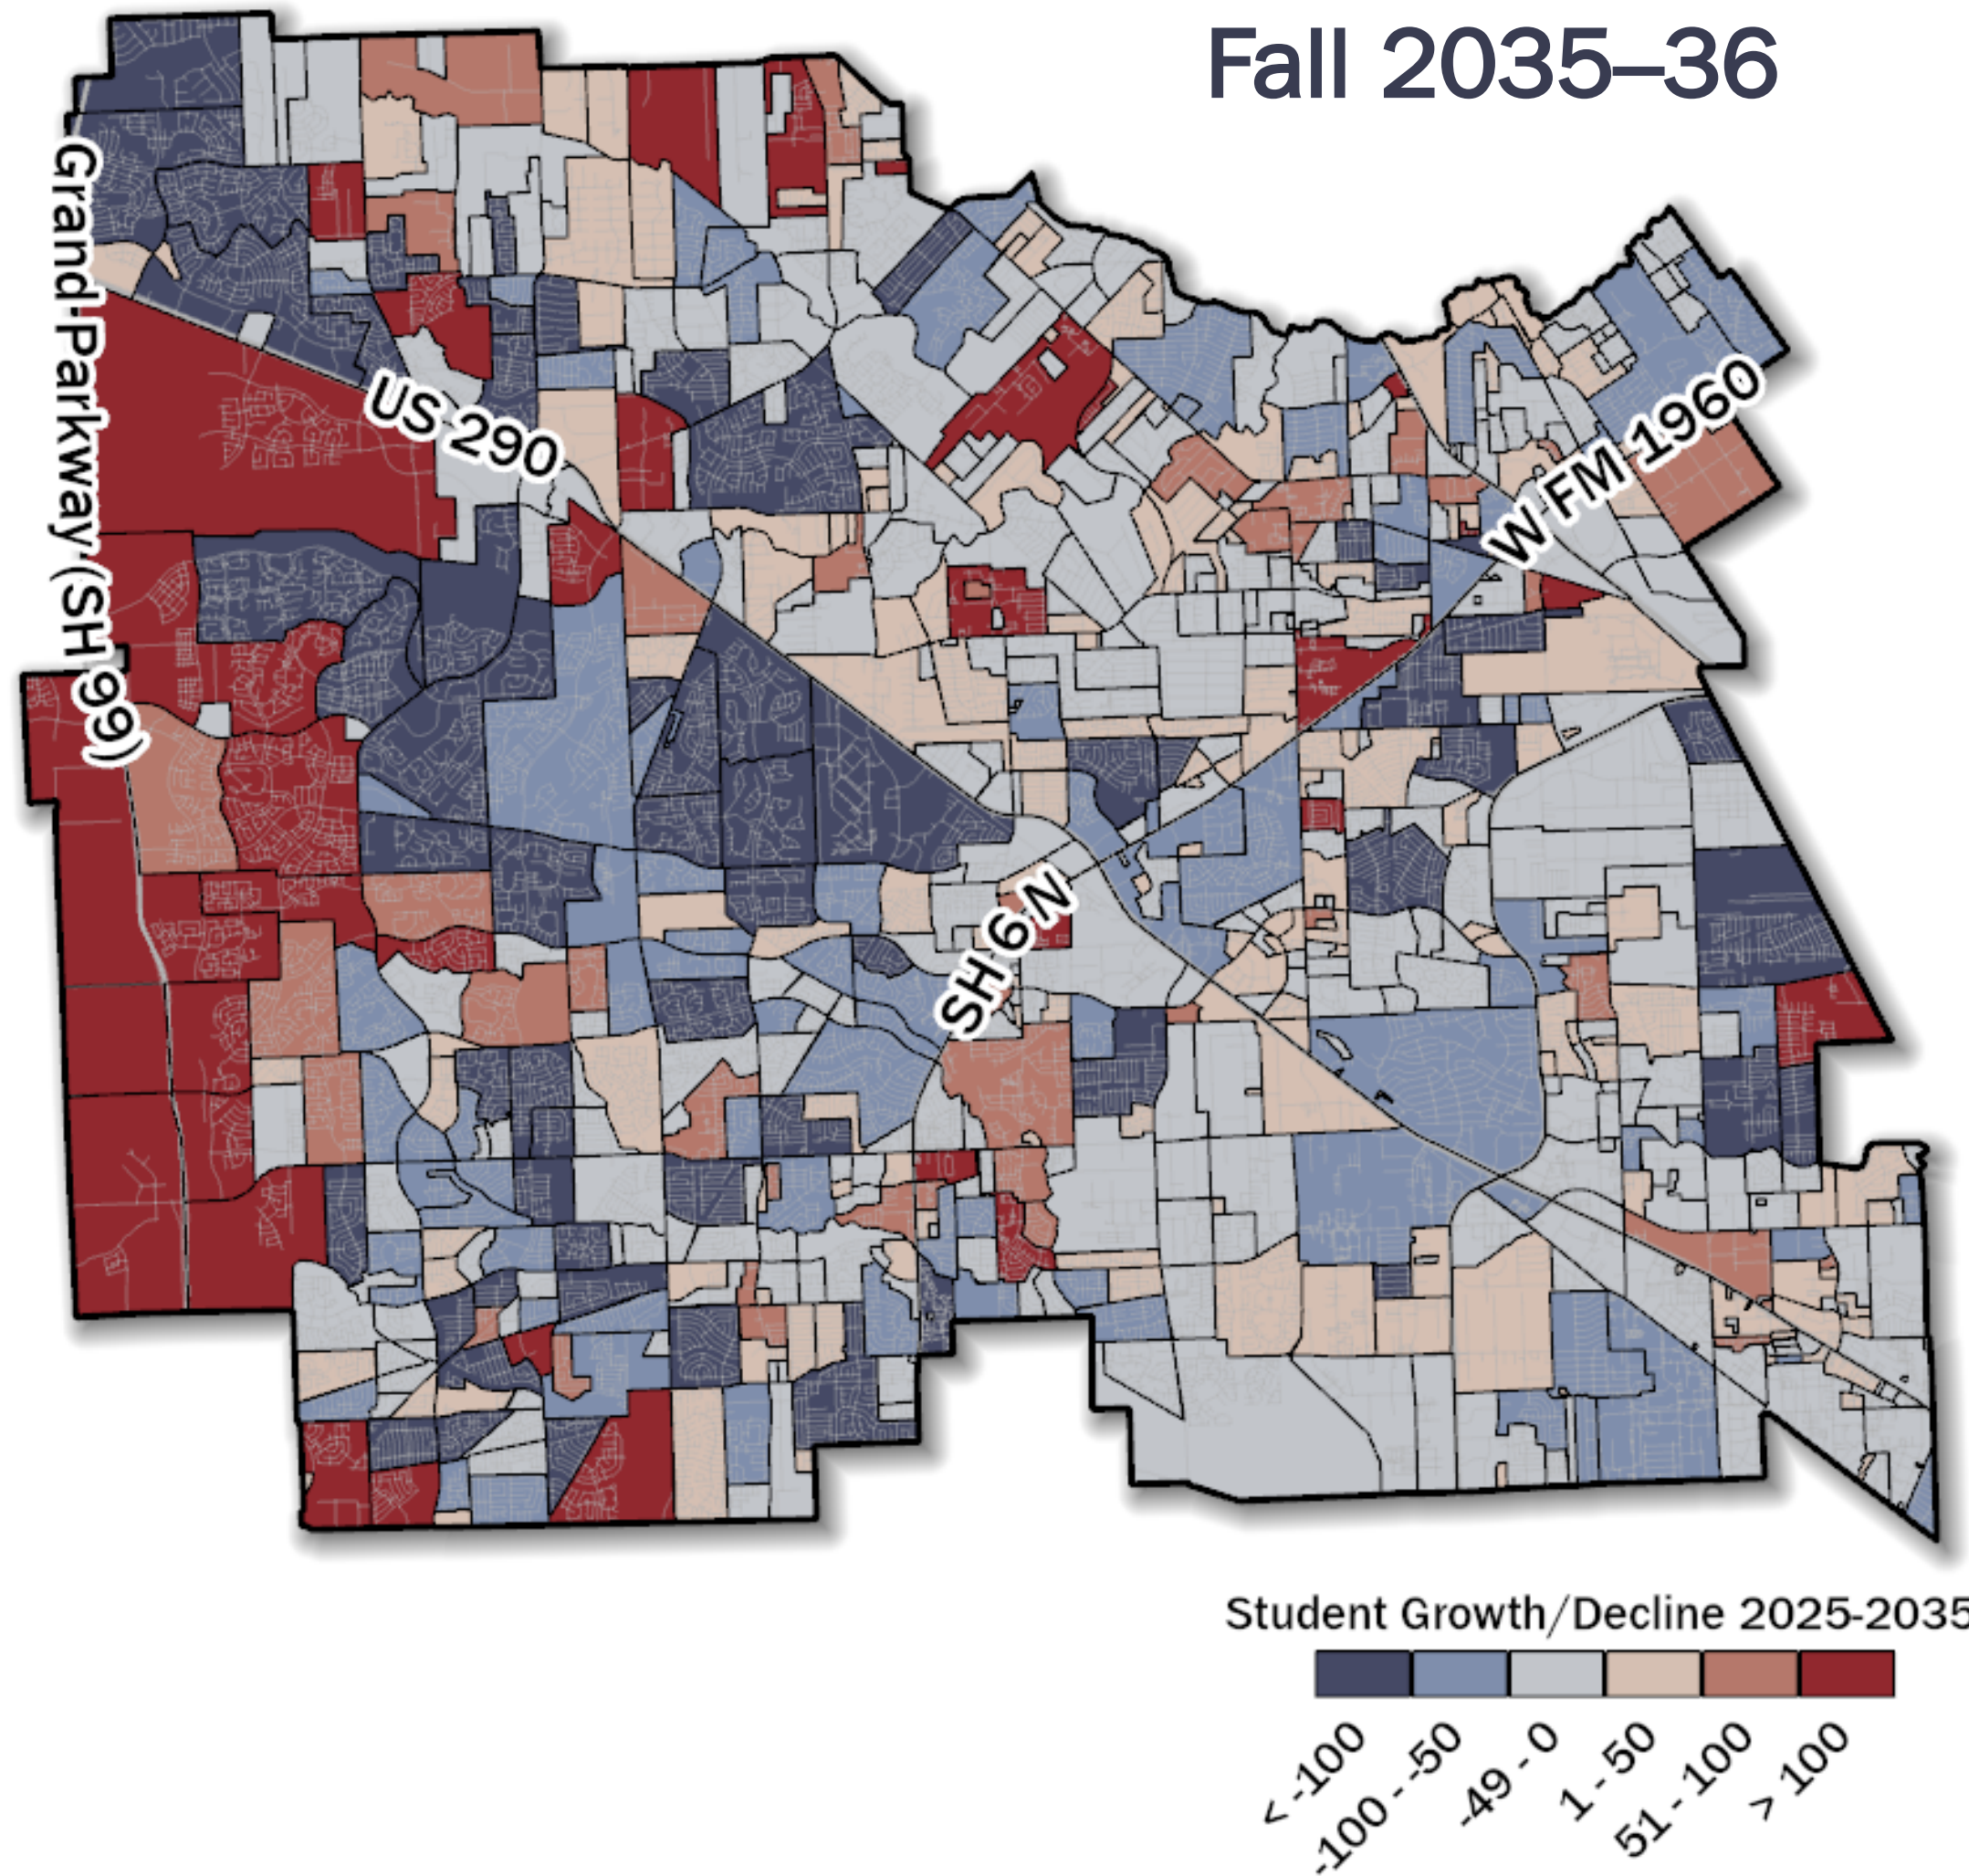 Fall 2035–36
Grand Parkway (SH 99)
US 290
W FM 1960
SH 6 N
Student Growth/Decline 2025-2035
< -100
-100 - -50
-49 - 0
1 - 50
51 - 100
> 100